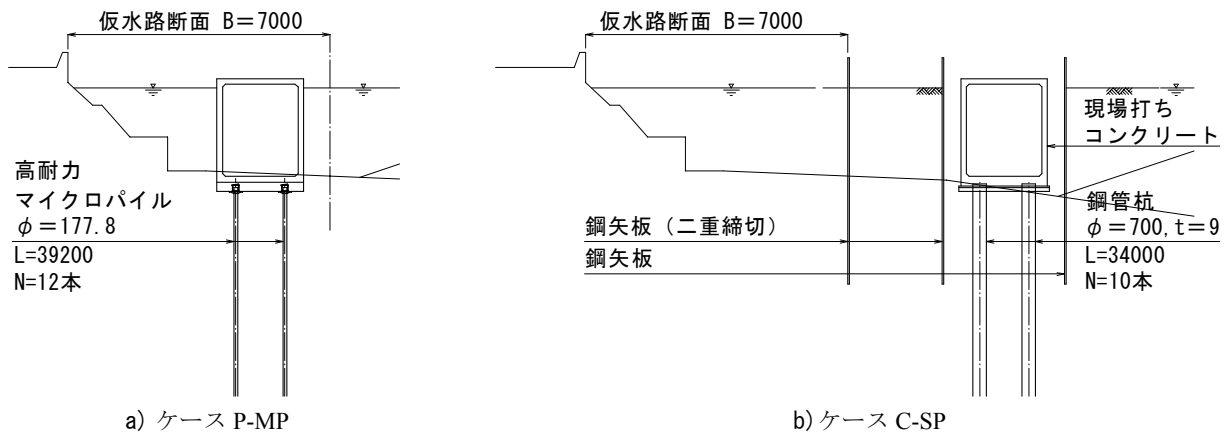 仮水路断面 B＝7000
高耐力
マイクロパイル
φ＝177.8
L=39200
N=12本
a) ケース P-MP
仮水路断面 B＝7000
現場打ち
コンクリート
鋼矢板（二重締切）
鋼矢板
鋼管杭
φ＝700,t＝9
L=34000
N=10本
b) ケース C-SP